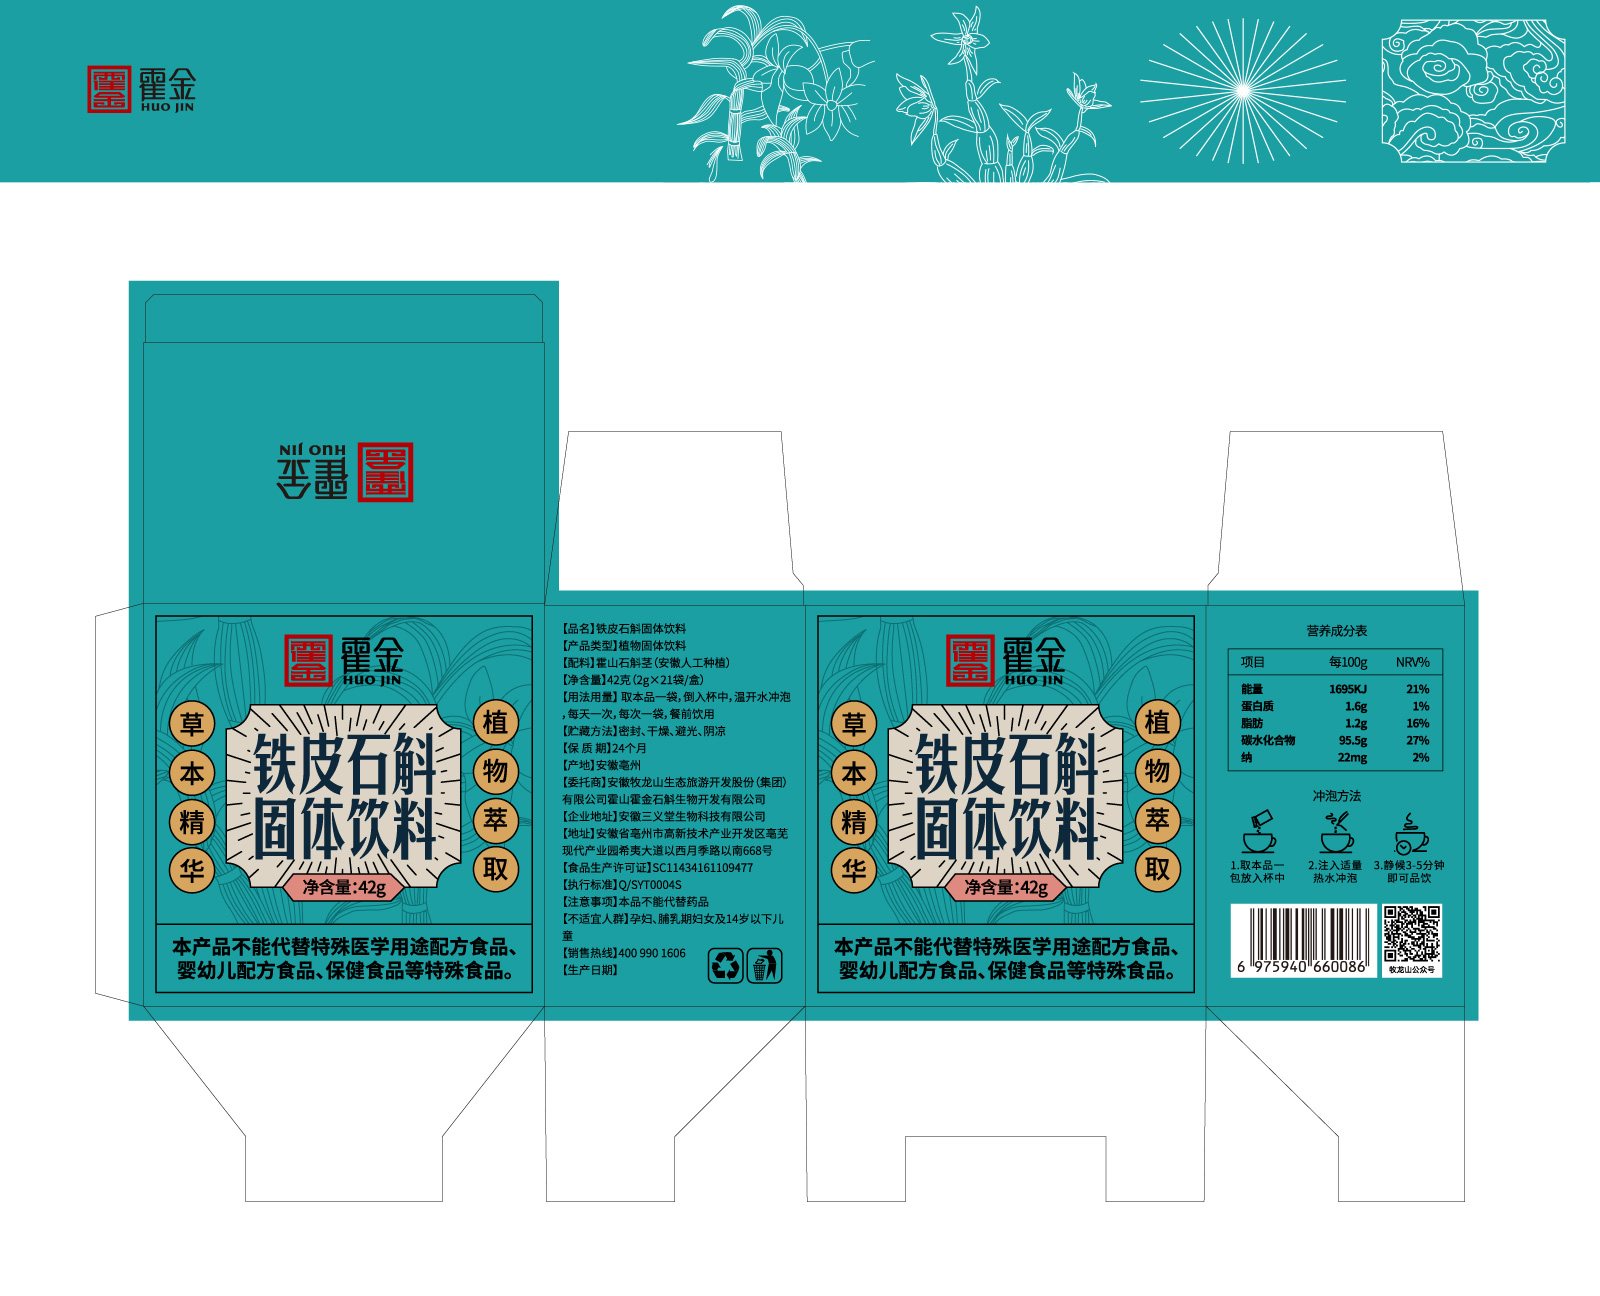 霍金
HUO JIN
霍金
HUO JIN
霍金
HUO JIN
草本精华
植物萃取
铁皮石斛
固体饮料
净含量:42g
本产品不能代替特殊医学用途配方食品、
婴幼儿配方食品、保健食品等特殊食品。
【品名】铁皮石斛固体饮料
【产品类型】植物固体饮料
【配料】霍山石斛茎(安徽人工种植)
【净含量】42克(2g×21袋/盒)
【用法用量】 取本品一袋,倒入杯中,温开水冲泡
,每天一次,每次一袋,餐前饮用
【贮藏方法】密封、干燥、避光、阴凉
【保 质 期】24个月
【产地】安徽亳州
【委托商】安徽牧龙山生态旅游开发股份(集团)
有限公司霍山霍金石斛生物开发有限公司
【企业地址】安徽三义堂生物科技有限公司
【地址】安徽省亳州市高新技术产业开发区亳芜
现代产业园希夷大道以西月季路以南668号
【食品生产许可证】SC11434161109477
【执行标准】Q/SYT0004S
【注意事项】本品不能代替药品
【不适宜人群】孕妇、哺乳期妇女及14岁以下儿
童
【销售热线】400 990 1606
【生产日期】
霍金
HUO JIN
草本精华
植物萃取
铁皮石斛
固体饮料
净含量:42g
本产品不能代替特殊医学用途配方食品、
婴幼儿配方食品、保健食品等特殊食品。
营养成分表
项目 每100g NRV%
能量 1695KJ 21%
蛋白质 1.6g 1%
脂肪 1.2g 16%
碳水化合物 95.5g 27%
纳 22mg 2%
冲泡方法
1.取本品一
包放入杯中
2.注入适量
热水冲泡
3.静候3-5分钟
即可品饮
6 975940 660086
牧龙山公众号